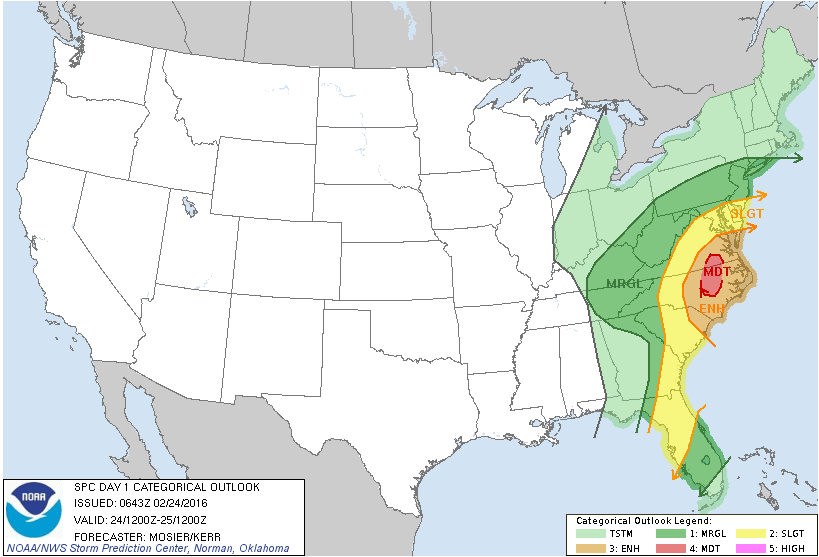 SLGT
MDT
MRGL
ENH
NOAA
SPC DAY 1 CATEGORICAL OUTLOOK
ISSUED: 0643Z 02/24/2016
VALID: 24/1200Z-25/1200Z
FORECASTER: MOSIER/KERR
NOAA/NWS Storm Prediction Center, Norman, Oklahoma
Categorical Outlook Legend:
TSTM 1: MRGL 2: SLGT
3: ENH 4: MDT 5: HIGH